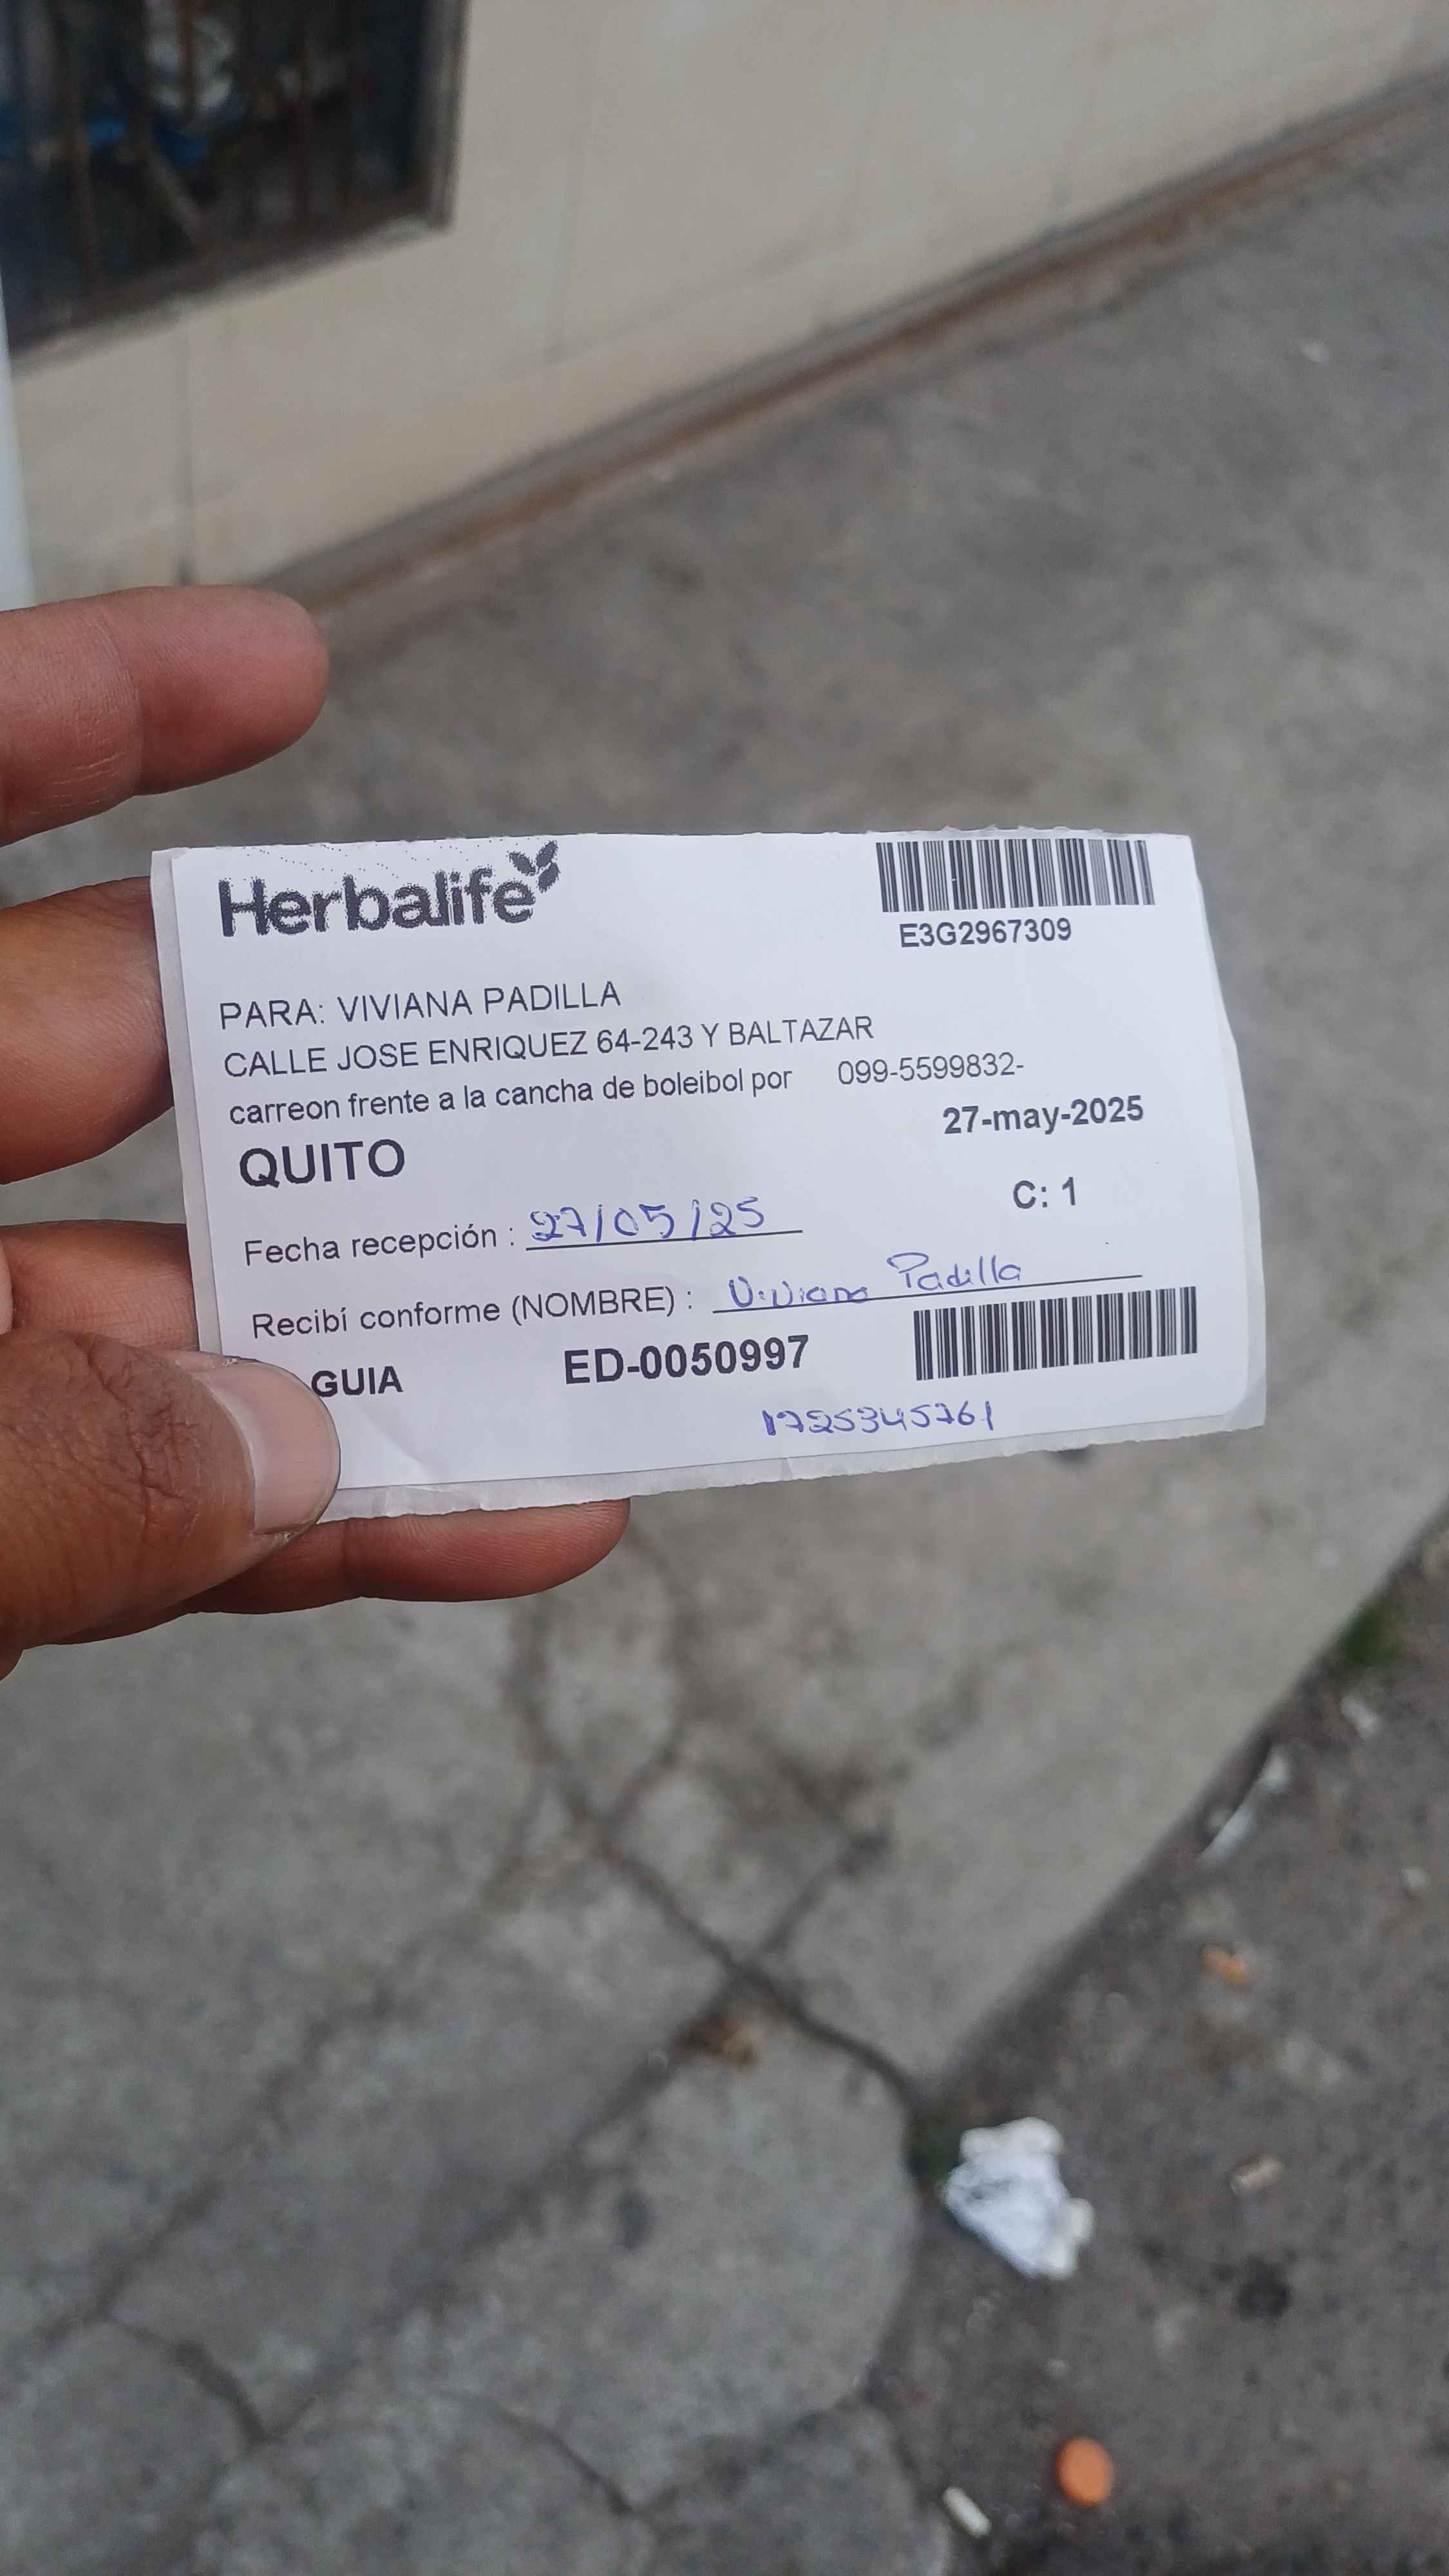 Herbalife
E3G2967309
PARA: VIVIANA PADILLA
CALLE JOSE ENRIQUEZ 64-243 Y BALTAZAR
carreon frente a la cancha de boleibol por 099-5599832-
27-may-2025
QUITO
C: 1
Fecha recepción : 27/05/25
Recibí conforme (NOMBRE) : Viviana Padilla
GUIA ED-0050997
1725345761